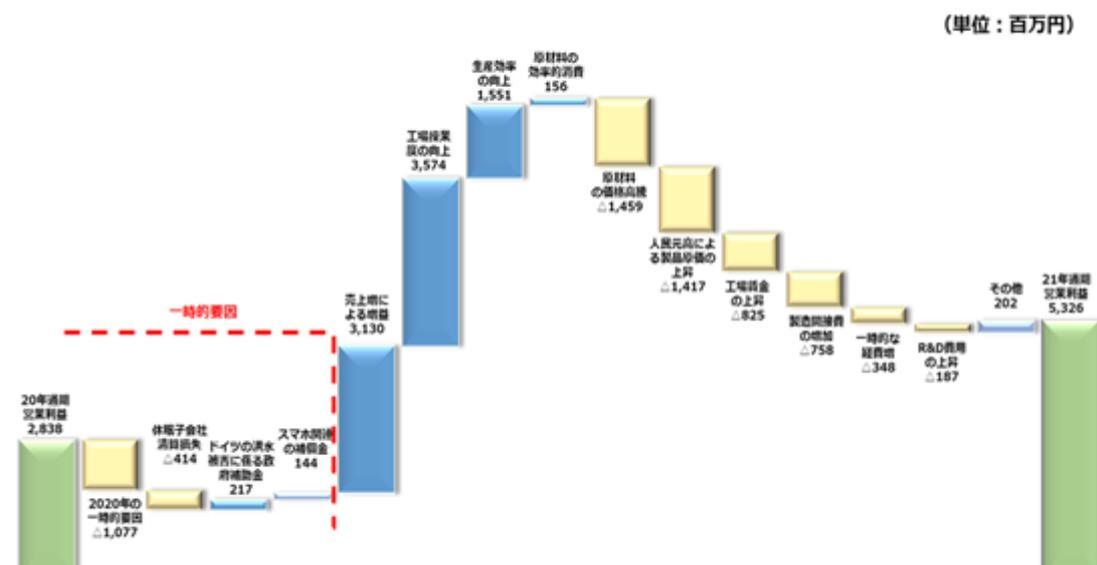 （単位：百万円）
原材料の
効率的消費
156
生産効率
の向上
1,551
工場操業
度の向上
3,574
原材料
の価格高騰
△1,459
人民元高によ
る製品原価の
上昇
△1,417
工場賃金
の上昇
△825
製造間接費
の増加
△758
一時的な
経費増
△348
R&D費用
の上昇
△187
その他
202
21年通期
営業利益
5,326
売上増に
よる増益
3,130
一時的要因
20年通期
営業利益
2,838
2020年の
一時的要因
△1,077
休眠子会社
清算損失
△414
ドイツの洪水
被害に係る政
府補助金
217
スマホ関連
の補償金
144